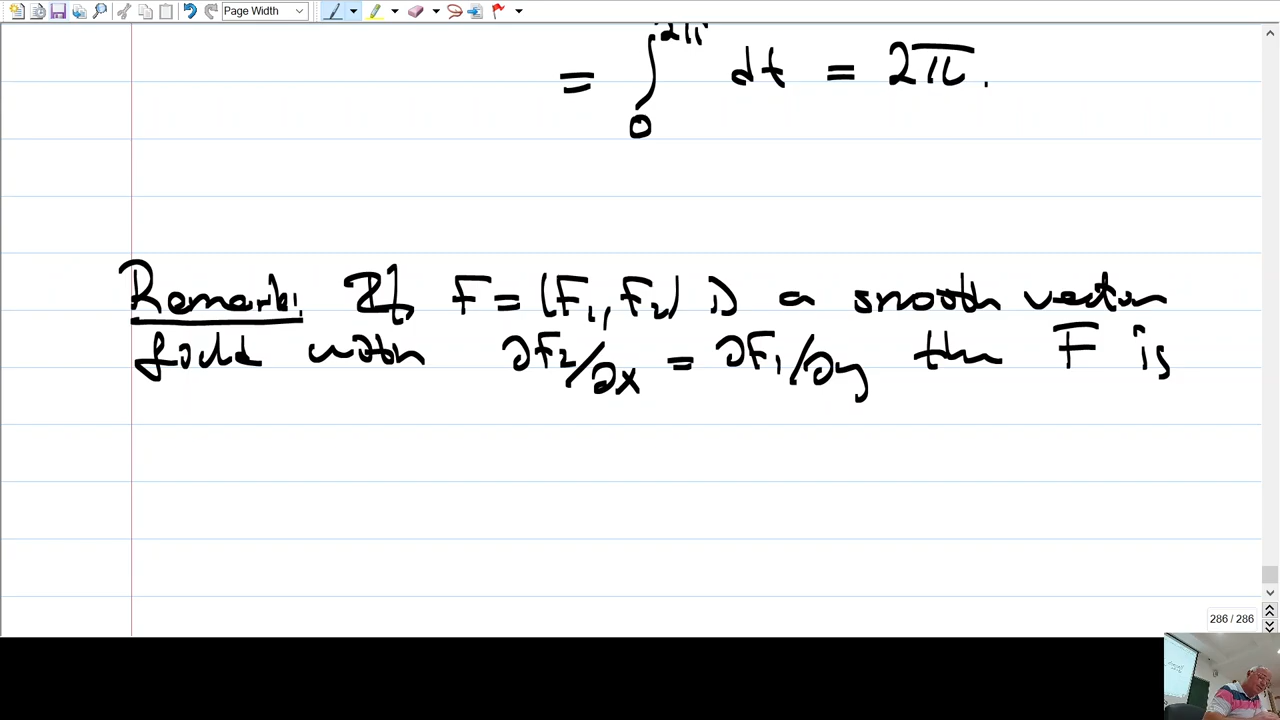 Page Width
= ∫₀^2π dt = 2π.
Remark: If F = (F₁, F₂) is a smooth vector
field with ∂F₂/∂x = ∂F₁/∂y the F is
286 / 286